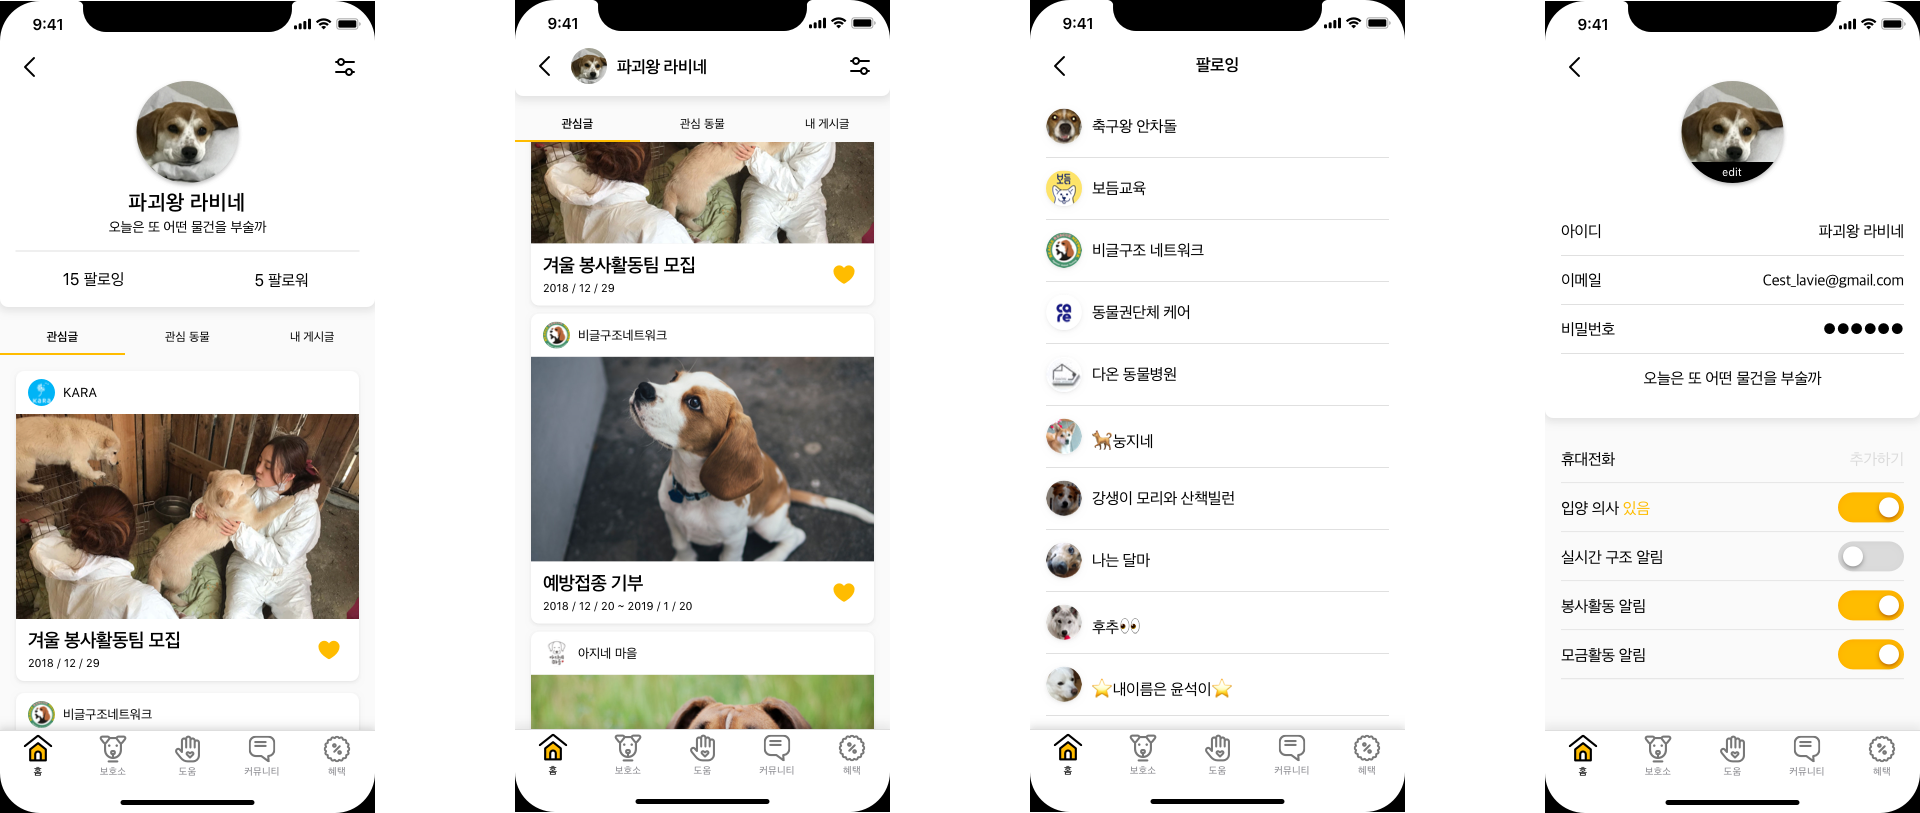 9:41
파괴왕 라비네
오늘은 또 어떤 물건을 부술까
15 팔로잉
5 팔로워
관심글
관심 동물
내 게시글
KARA
겨울 봉사활동팀 모집
2018 / 12 / 29
비글구조네트워크
홈
보호소
도움
커뮤니티
혜택
9:41
파괴왕 라비네
관심글
관심 동물
내 게시글
겨울 봉사활동팀 모집
2018 / 12 / 29
비글구조네트워크
예방접종 기부
2018 / 12 / 20 ~ 2019 / 1 / 20
아지네 마을
홈
보호소
도움
커뮤니티
혜택
9:41
팔로잉
축구왕 안차돌
보듬
보듬교육
비글구조 네트워크
care
동물권단체 케어
다온 동물병원
🐕눙지네
강생이 모리와 산책빌런
나는 달마
후추👀
⭐내이름은 윤석이⭐
홈
보호소
도움
커뮤니티
혜택
9:41
edit
아이디
파괴왕 라비네
이메일
Cest_lavie@gmail.com
비밀번호
●●●●●●
오늘은 또 어떤 물건을 부술까
휴대전화
추가하기
입양 의사 있음
실시간 구조 알림
봉사활동 알림
모금활동 알림
홈
보호소
도움
커뮤니티
혜택